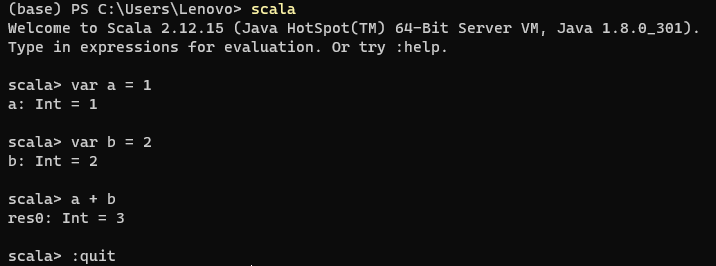 (base) PS C:\Users\Lenovo> scala
Welcome to Scala 2.12.15 (Java HotSpot(TM) 64-Bit Server VM, Java 1.8.0_301).
Type in expressions for evaluation. Or try :help.
scala> var a = 1
a: Int = 1
scala> var b = 2
b: Int = 2
scala> a + b
res0: Int = 3
scala> :quit